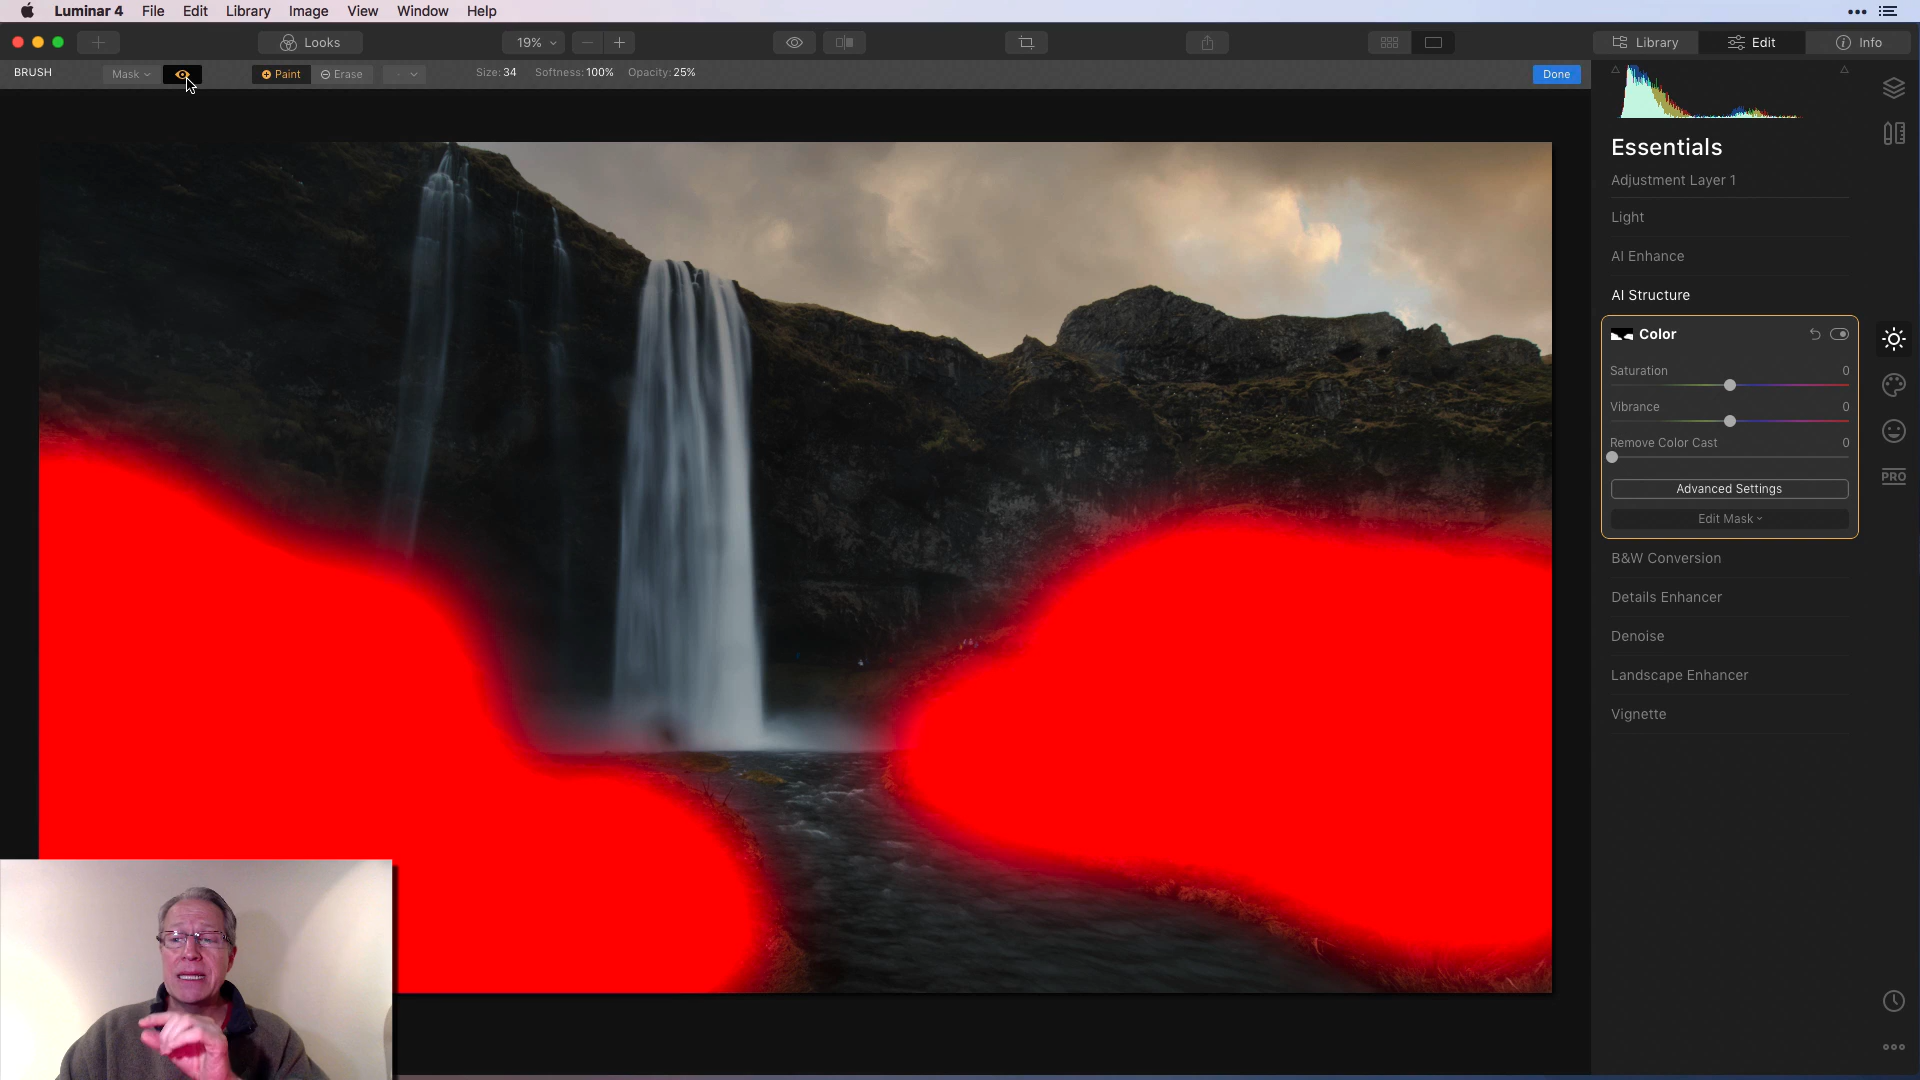 Luminar 4 File Edit Library Image View Window Help
Looks 19% Library Edit Info
BRUSH Mask Paint Erase Size: 34 Softness: 100% Opacity: 25% Done
Essentials
Adjustment Layer 1
Light
AI Enhance
AI Structure
Color
Saturation 0
Vibrance 0
Remove Color Cast 0
Advanced Settings
Edit Mask
PRO
B&W Conversion
Details Enhancer
Denoise
Landscape Enhancer
Vignette